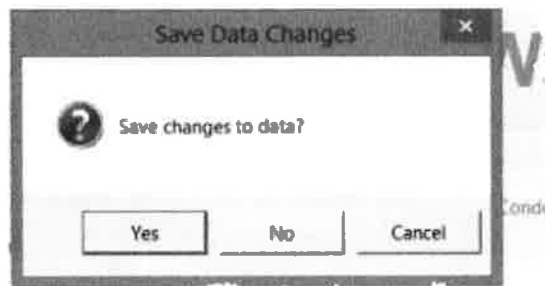 Save Data Changes
Save changes to data?
Yes
No
Cancel